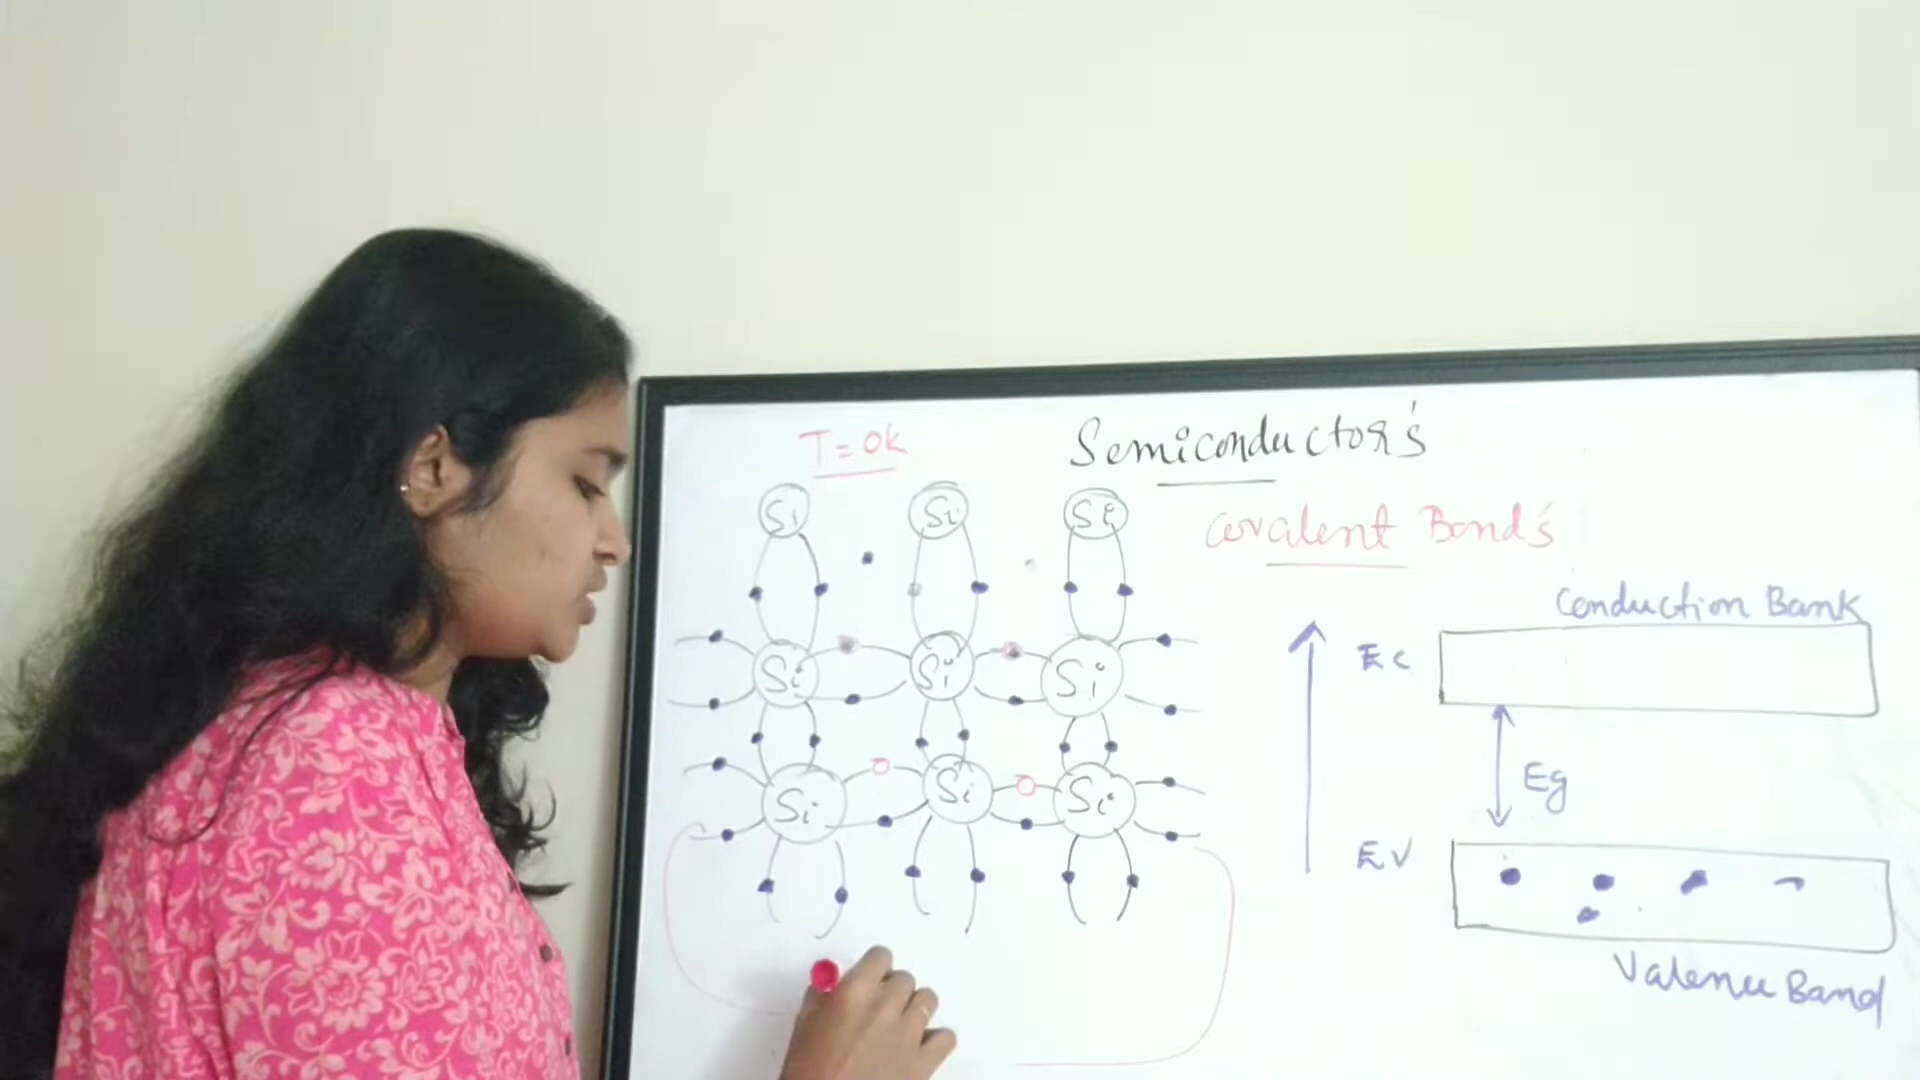 T=0K
Semiconductor's
Si Si Si
Covalent Bond's
Conduction Bank
Si Si Si
Ec
Eg
Si Si Si
EV
Valence Band